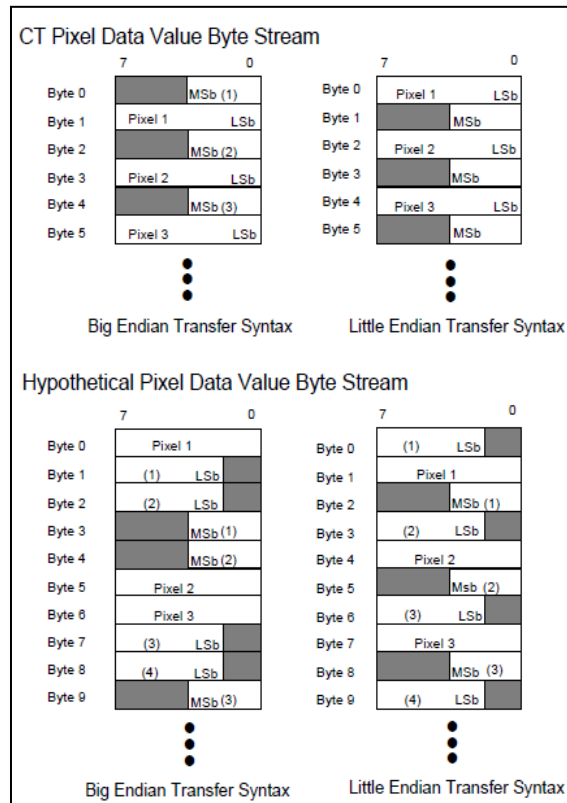 CT Pixel Data Value Byte Stream
7 0
Byte 0 MSb (1)
Byte 1 Pixel 1 LSb
Byte 2 MSb (2)
Byte 3 Pixel 2 LSb
Byte 4 MSb (3)
Byte 5 Pixel 3 LSb
Big Endian Transfer Syntax
7 0
Byte 0 Pixel 1 LSb
Byte 1 MSb
Byte 2 Pixel 2 LSb
Byte 3 MSb
Byte 4 Pixel 3 LSb
Byte 5 MSb
Little Endian Transfer Syntax
Hypothetical Pixel Data Value Byte Stream
7 0
Byte 0 Pixel 1
Byte 1 (1) LSb
Byte 2 (2) LSb
Byte 3 MSb (1)
Byte 4 MSb (2)
Byte 5 Pixel 2
Byte 6 Pixel 3
Byte 7 (3) LSb
Byte 8 (4) LSb
Byte 9 MSb (3)
Big Endian Transfer Syntax
7 0
Byte 0 (1) LSb
Byte 1 Pixel 1
Byte 2 MSb (1)
Byte 3 (2) LSb
Byte 4 Pixel 2
Byte 5 Msb (2)
Byte 6 (3) LSb
Byte 7 Pixel 3
Byte 8 MSb (3)
Byte 9 (4) LSb
Little Endian Transfer Syntax